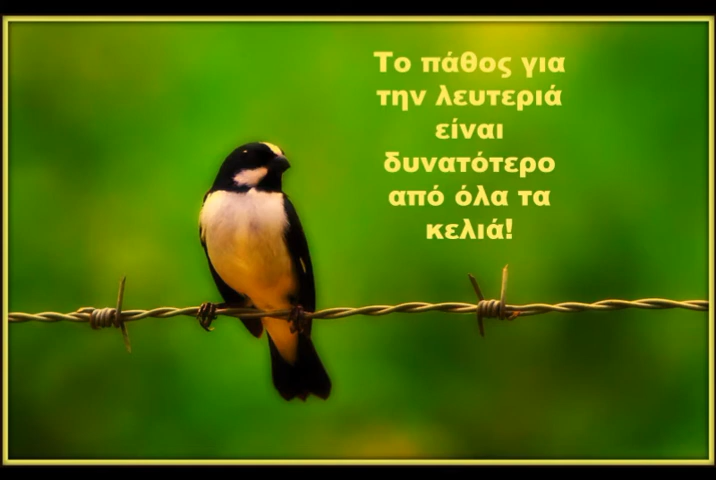 Το πάθος για
την λευτεριά
είναι
δυνατότερο
από όλα τα
κελιά!